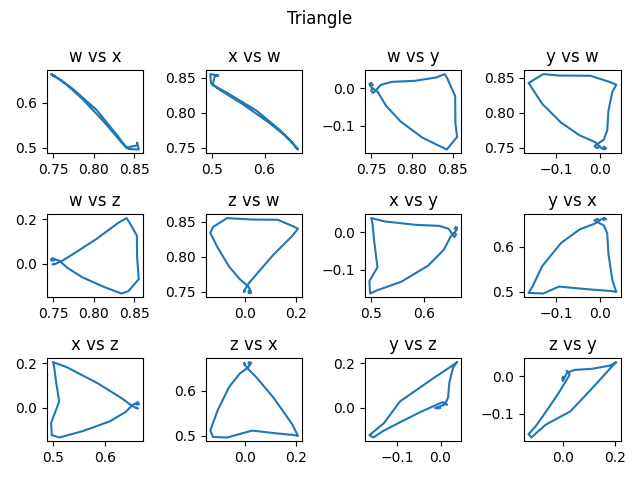 Triangle
w vs x
x vs w
w vs y
y vs w
0.6
0.5
0.75 0.80 0.85
0.85
0.80
0.75
0.5 0.6
0.0
−0.1
0.75 0.80 0.85
0.85
0.80
0.75
−0.1 0.0
w vs z
z vs w
x vs y
y vs x
0.2
0.0
0.75 0.80 0.85
0.85
0.80
0.75
0.0 0.2
0.0
−0.1
0.5 0.6
0.6
0.5
−0.1 0.0
x vs z
z vs x
y vs z
z vs y
0.2
0.0
0.5 0.6
0.6
0.5
0.0 0.2
0.2
0.0
−0.1 0.0
0.0
−0.1
0.0 0.2